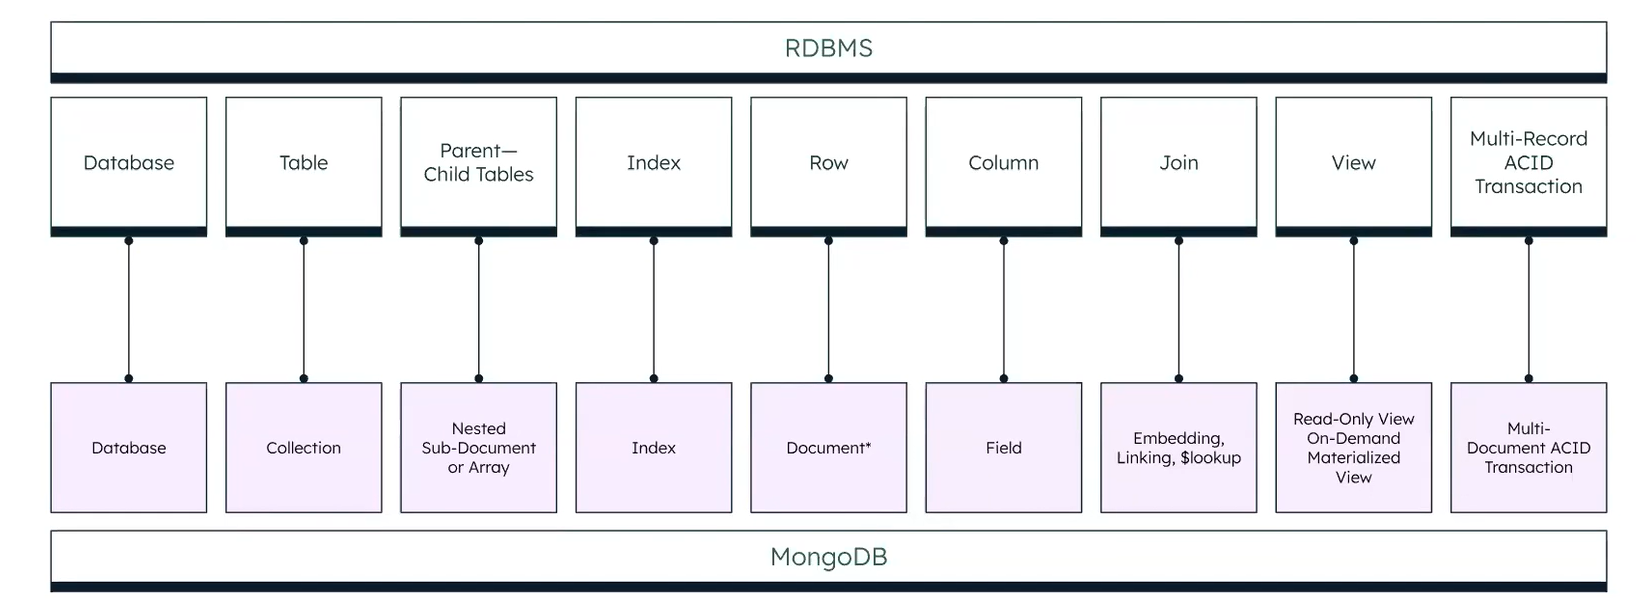 RDBMS
Database
Table
Parent—
Child Tables
Index
Row
Column
Join
View
Multi-Record
ACID
Transaction
Database
Collection
Nested
Sub-Document
or Array
Index
Document*
Field
Embedding,
Linking, $lookup
Read-Only View
On-Demand
Materialized
View
Multi-
Document ACID
Transaction
MongoDB